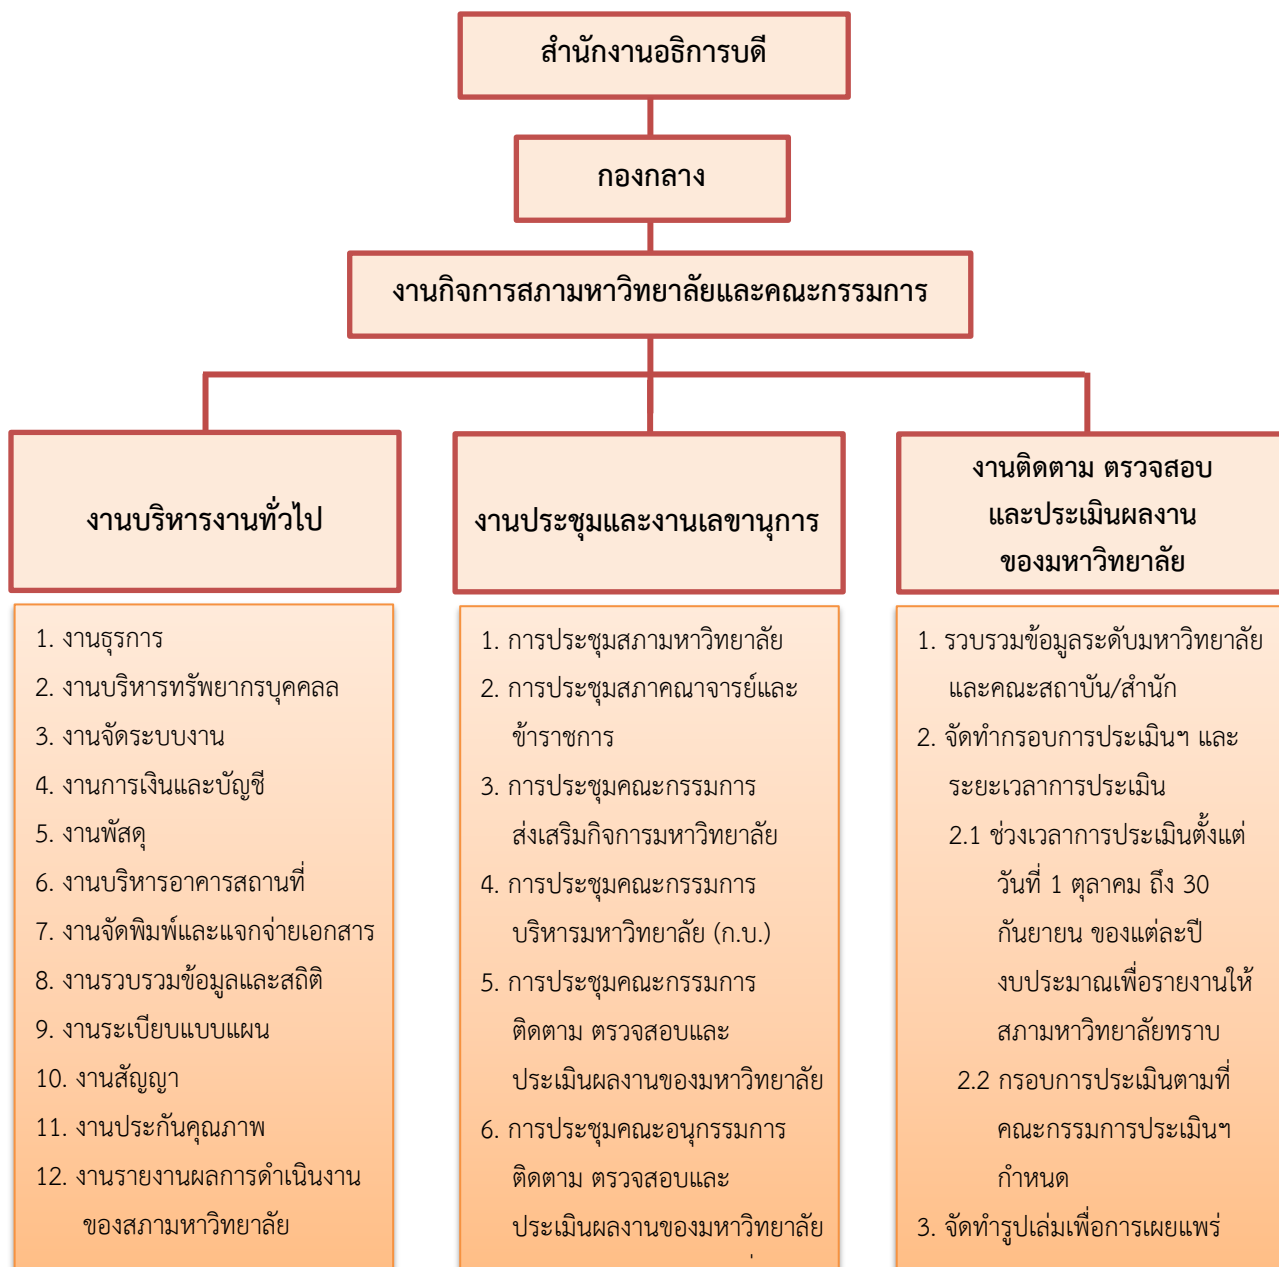 สำนักงานอธิการบดี
กองกลาง
งานกิจการสภามหาวิทยาลัยและคณะกรรมการ
งานบริหารงานทั่วไป
1. งานธุรการ
2. งานบริหารทรัพยากรบุคคลล
3. งานจัดระบบงาน
4. งานการเงินและบัญชี
5. งานพัสดุ
6. งานบริหารอาคารสถานที่
7. งานจัดพิมพ์และแจกจ่ายเอกสาร
8. งานรวบรวมข้อมูลและสถิติ
9. งานระเบียบแบบแผน
10. งานสัญญา
11. งานประกันคุณภาพ
12. งานรายงานผลการดำเนินงาน
ของสภามหาวิทยาลัย
งานประชุมและงานเลขานุการ
1. การประชุมสภามหาวิทยาลัย
2. การประชุมสภาคณาจารย์และ
ข้าราชการ
3. การประชุมคณะกรรมการ
ส่งเสริมกิจการมหาวิทยาลัย
4. การประชุมคณะกรรมการ
บริหารมหาวิทยาลัย (ก.บ.)
5. การประชุมคณะกรรมการ
ติดตาม ตรวจสอบและ
ประเมินผลงานของมหาวิทยาลัย
6. การประชุมคณะอนุกรรมการ
ติดตาม ตรวจสอบและ
ประเมินผลงานของมหาวิทยาลัย
งานติดตาม ตรวจสอบ
และประเมินผลงาน
ของมหาวิทยาลัย
1. รวบรวมข้อมูลระดับมหาวิทยาลัย
และคณะสถาบัน/สำนัก
2. จัดทำกรอบการประเมินฯ และ
ระยะเวลาการประเมิน
2.1 ช่วงเวลาการประเมินตั้งแต่
วันที่ 1 ตุลาคม ถึง 30
กันยายน ของแต่ละปี
งบประมาณเพื่อรายงานให้
สภามหาวิทยาลัยทราบ
2.2 กรอบการประเมินตามที่
คณะกรรมการประเมินฯ
กำหนด
3. จัดทำรูปเล่มเพื่อการเผยแพร่